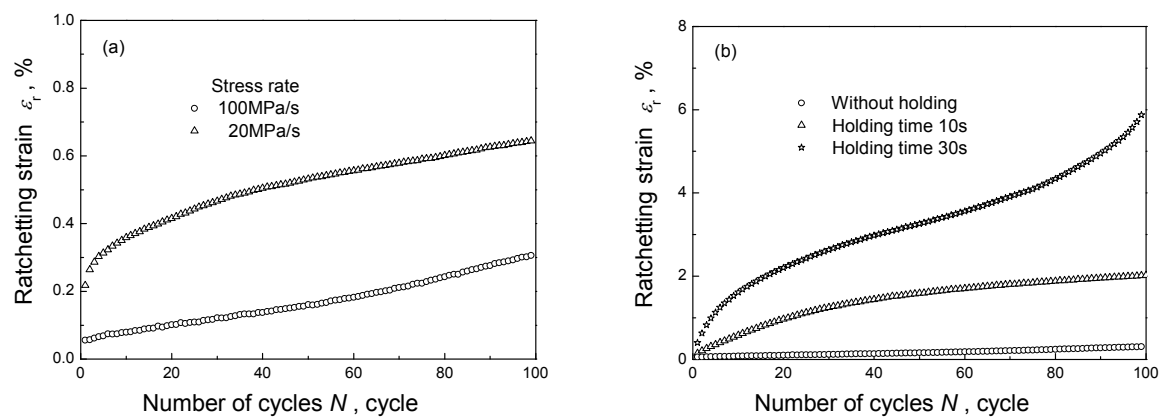 (a)
Stress rate
100MPa/s
20MPa/s
Ratchetting strain εr , %
1.0
0.8
0.6
0.4
0.2
0.0
0 20 40 60 80 100
Number of cycles N , cycle
(b)
Without holding
Holding time 10s
Holding time 30s
Ratchetting strain εr , %
8
6
4
2
0
0 20 40 60 80 100
Number of cycles N , cycle